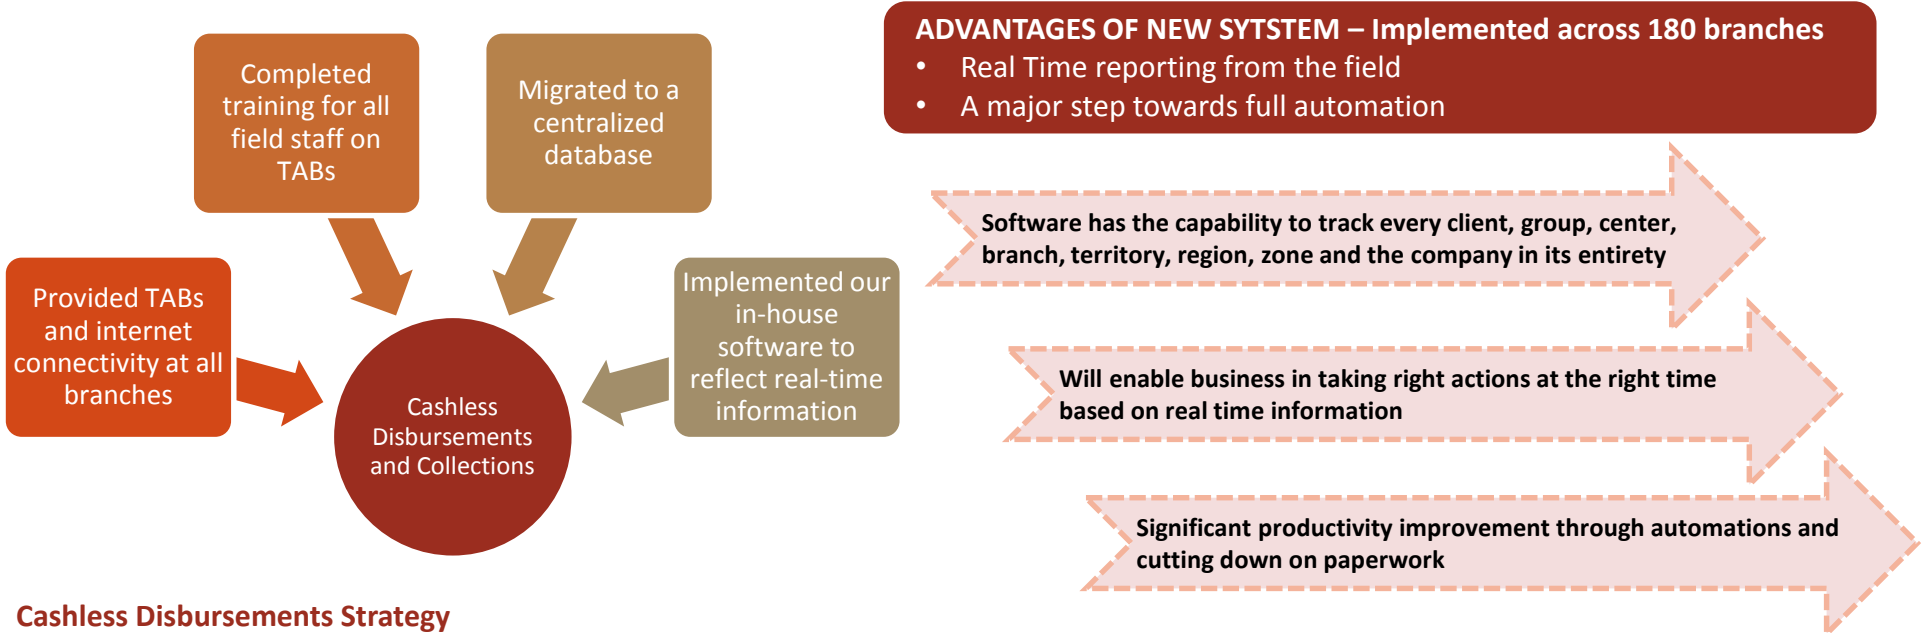 Completed
training for all
field staff on
TABs
Migrated to a
centralized
database
Provided TABs
and internet
connectivity at all
branches
Implemented our
in-house
software to
reflect real-time
information
Cashless
Disbursements
and Collections
Cashless Disbursements Strategy
ADVANTAGES OF NEW SYTSTEM – Implemented across 180 branches
• Real Time reporting from the field
• A major step towards full automation
Software has the capability to track every client, group, center,
branch, territory, region, zone and the company in its entirety
Will enable business in taking right actions at the right time
based on real time information
Significant productivity improvement through automations and
cutting down on paperwork